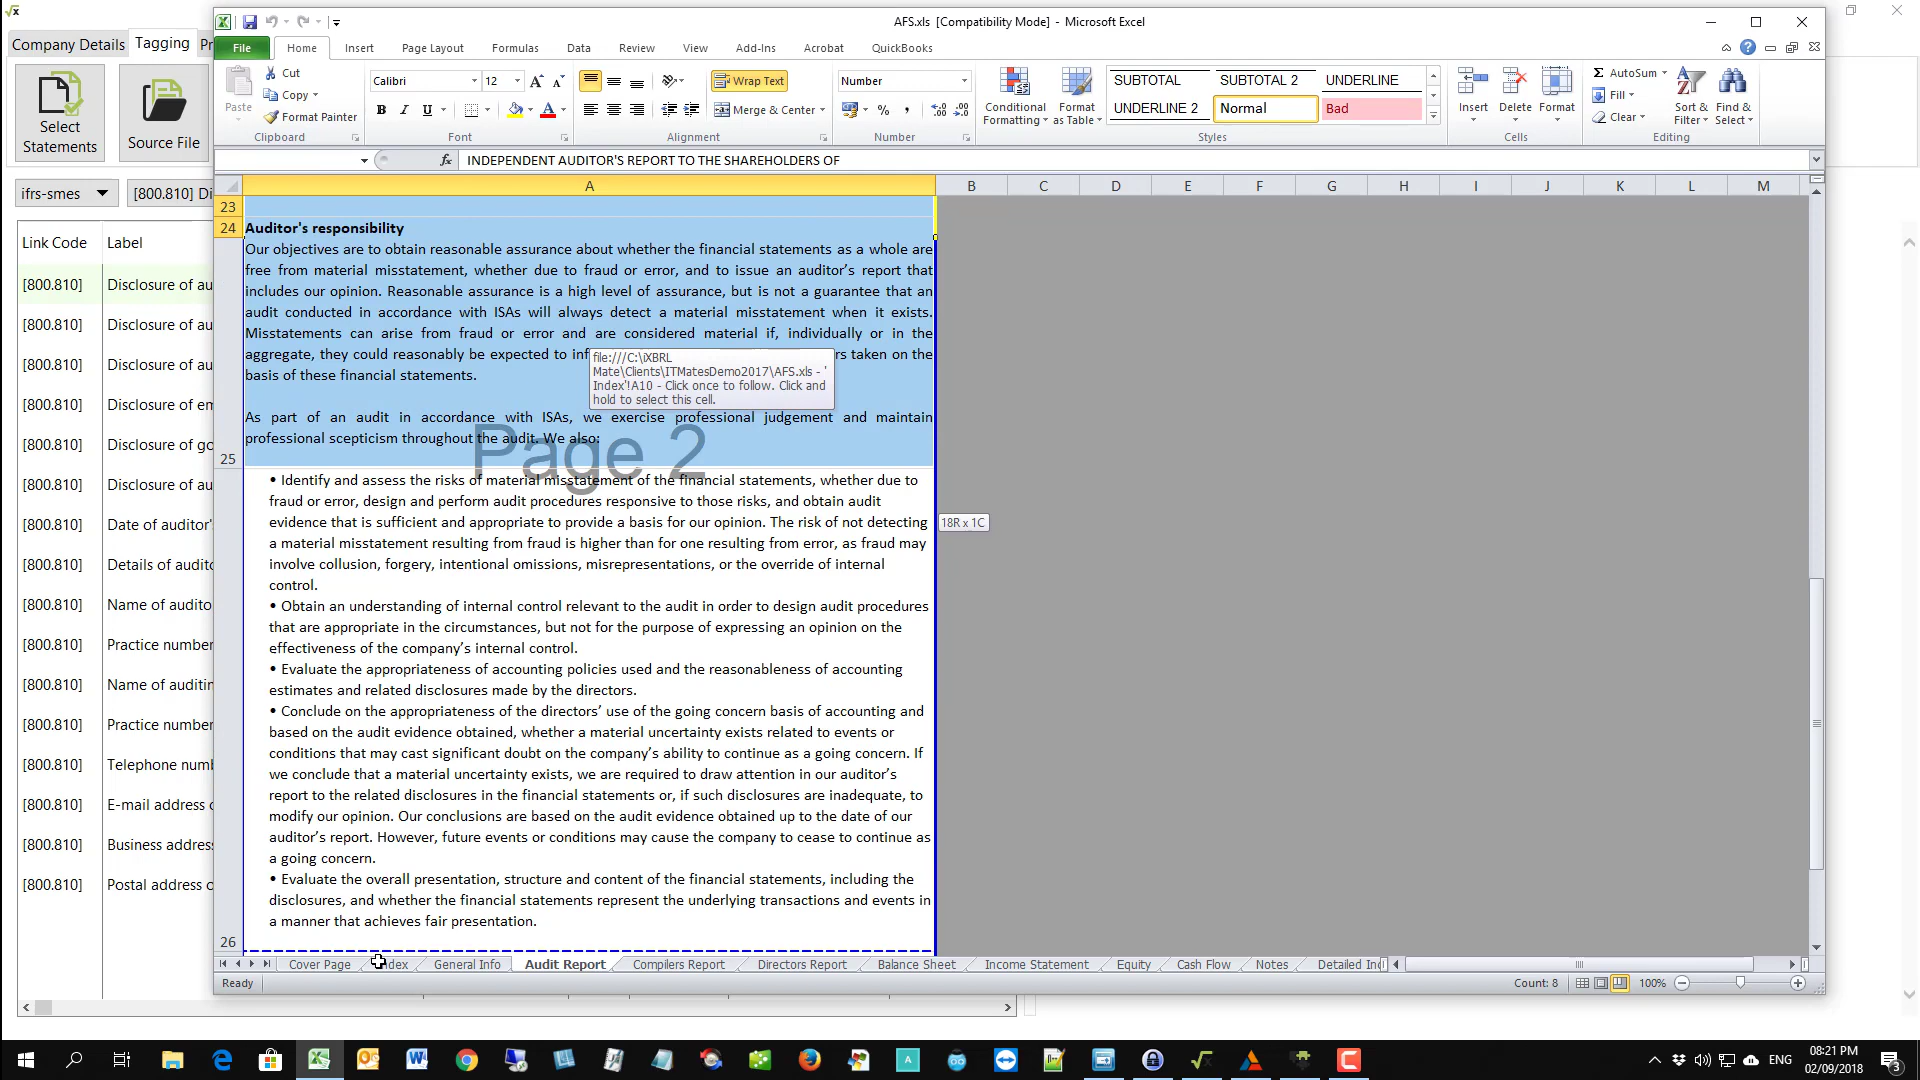 AFS.xls [Compatibility Mode] - Microsoft Excel
Company Details
Tagging
File
Home
Insert
Page Layout
Formulas
Data
Review
View
Add-Ins
Acrobat
QuickBooks
Select
Statements
Source File
Paste
Cut
Copy
Format Painter
Clipboard
Calibri
12
Font
Wrap Text
Merge & Center
Alignment
Number
Number
Conditional
Formatting
Format
as Table
SUBTOTAL
SUBTOTAL 2
UNDERLINE
UNDERLINE 2
Normal
Bad
Styles
Insert
Delete
Format
Cells
AutoSum
Fill
Clear
Sort &
Filter
Find &
Select
Editing
fx INDEPENDENT AUDITOR'S REPORT TO THE SHAREHOLDERS OF
ifrs-smes
[800.810] Di
A B C D E F G H I J K L M
Link Code
Label
[800.810] Disclosure of au
[800.810] Disclosure of au
[800.810] Disclosure of au
[800.810] Disclosure of em
[800.810] Disclosure of go
[800.810] Disclosure of au
[800.810] Date of auditor'
[800.810] Details of audito
[800.810] Name of audito
[800.810] Practice number
[800.810] Name of auditin
[800.810] Practice number
[800.810] Telephone numb
[800.810] E-mail address o
[800.810] Business addres
[800.810] Postal address o
23
24 Auditor's responsibility
Our objectives are to obtain reasonable assurance about whether the financial statements as a whole are
free from material misstatement, whether due to fraud or error, and to issue an auditor's report that
includes our opinion. Reasonable assurance is a high level of assurance, but is not a guarantee that an
audit conducted in accordance with ISAs will always detect a material misstatement when it exists.
Misstatements can arise from fraud or error and are considered material if, individually or in the
aggregate, they could reasonably be expected to inf rs taken on the
basis of these financial statements.
file:///C:\iXBRL
Mate\Clients\ITMatesDemo2017\AFS.xls - '
Index'!A10 - Click once to follow. Click and
hold to select this cell.
As part of an audit in accordance with ISAs, we exercise professional judgement and maintain
professional scepticism throughout the audit. We also:
Page 2
25
• Identify and assess the risks of material misstatement of the financial statements, whether due to
fraud or error, design and perform audit procedures responsive to those risks, and obtain audit
evidence that is sufficient and appropriate to provide a basis for our opinion. The risk of not detecting
a material misstatement resulting from fraud is higher than for one resulting from error, as fraud may
involve collusion, forgery, intentional omissions, misrepresentations, or the override of internal
control.
• Obtain an understanding of internal control relevant to the audit in order to design audit procedures
that are appropriate in the circumstances, but not for the purpose of expressing an opinion on the
effectiveness of the company's internal control.
• Evaluate the appropriateness of accounting policies used and the reasonableness of accounting
estimates and related disclosures made by the directors.
• Conclude on the appropriateness of the directors' use of the going concern basis of accounting and
based on the audit evidence obtained, whether a material uncertainty exists related to events or
conditions that may cast significant doubt on the company's ability to continue as a going concern. If
we conclude that a material uncertainty exists, we are required to draw attention in our auditor's
report to the related disclosures in the financial statements or, if such disclosures are inadequate, to
modify our opinion. Our conclusions are based on the audit evidence obtained up to the date of our
auditor's report. However, future events or conditions may cause the company to cease to continue as
a going concern.
• Evaluate the overall presentation, structure and content of the financial statements, including the
disclosures, and whether the financial statements represent the underlying transactions and events in
a manner that achieves fair presentation.
26
18R x 1C
Cover Page
Index
General Info
Audit Report
Compilers Report
Directors Report
Balance Sheet
Income Statement
Equity
Cash Flow
Notes
Detailed In
Ready
Count: 8
100%
ENG
08:21 PM
02/09/2018
3